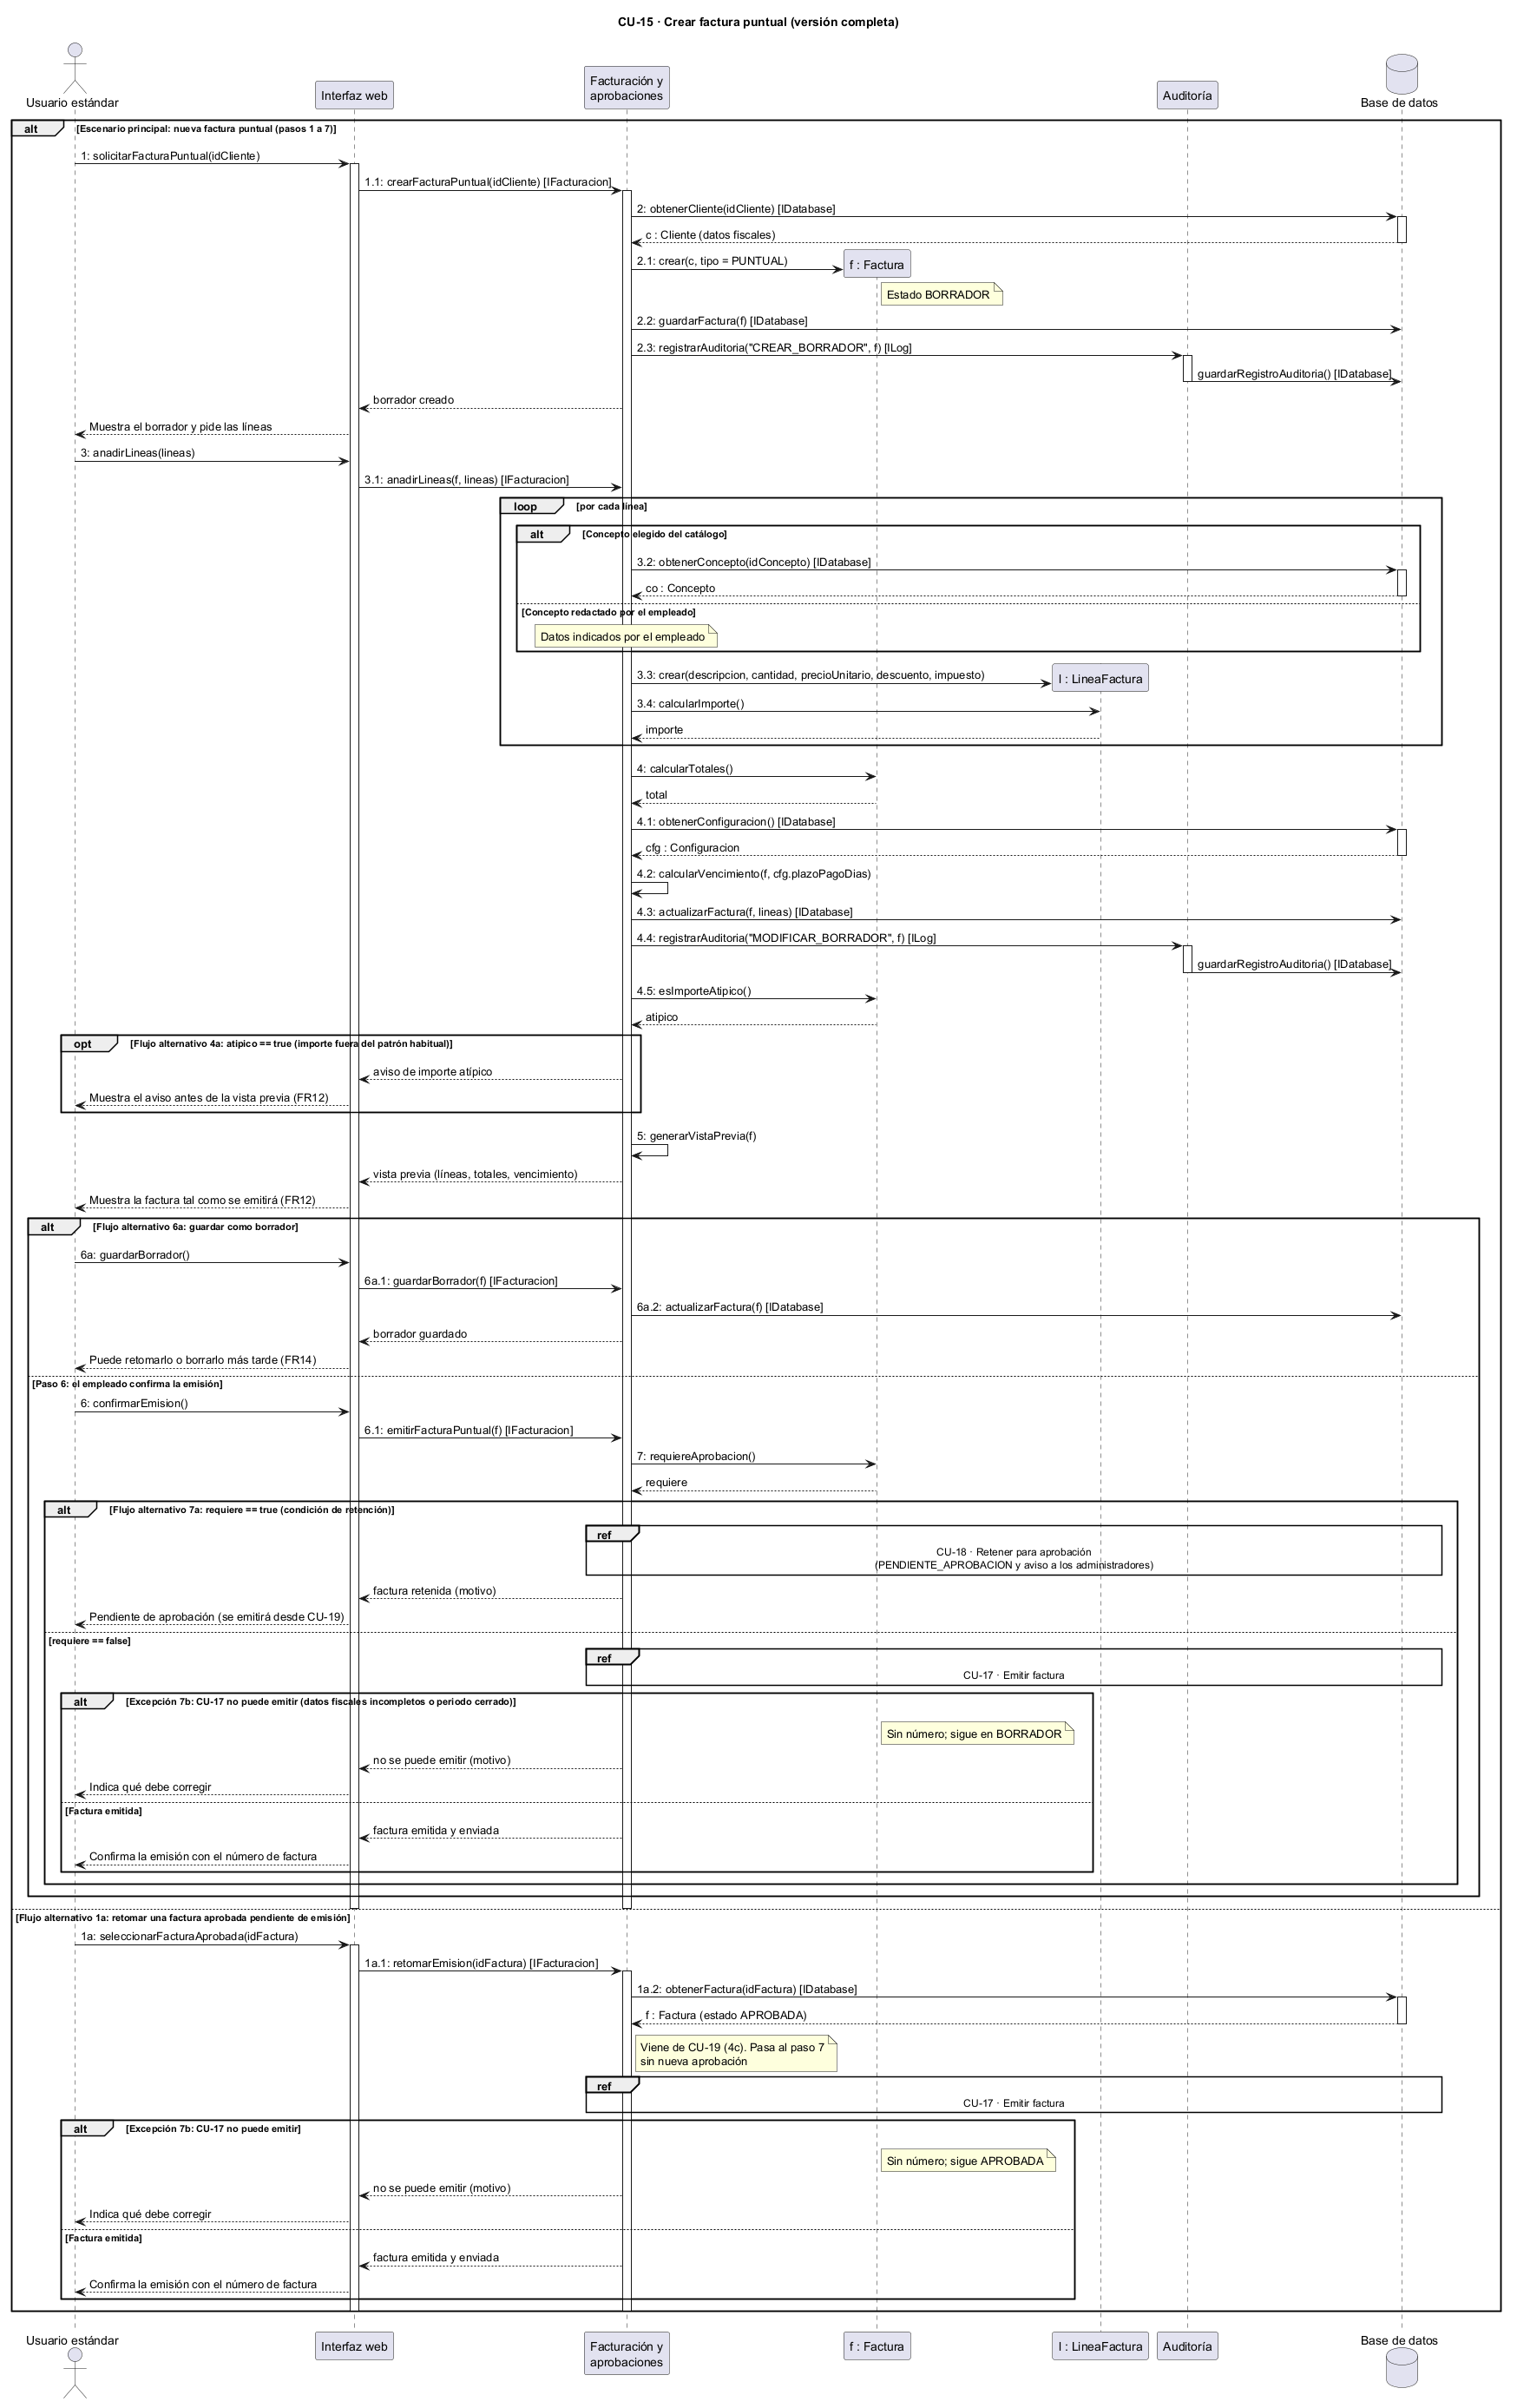 CU-15 · Crear factura puntual (versión completa)
Usuario estándar
Interfaz web
Facturación y
aprobaciones
Auditoría
Base de datos
alt [Escenario principal: nueva factura puntual (pasos 1 a 7)]
1: solicitarFacturaPuntual(idCliente)
1.1: crearFacturaPuntual(idCliente) [IFacturacion]
2: obtenerCliente(idCliente) [IDatabase]
c : Cliente (datos fiscales)
2.1: crear(c, tipo = PUNTUAL)
f : Factura
Estado BORRADOR
2.2: guardarFactura(f) [IDatabase]
2.3: registrarAuditoria("CREAR_BORRADOR", f) [ILog]
guardarRegistroAuditoria() [IDatabase]
borrador creado
Muestra el borrador y pide las líneas
3: anadirLineas(lineas)
3.1: anadirLineas(f, lineas) [IFacturacion]
loop [por cada línea]
alt [Concepto elegido del catálogo]
3.2: obtenerConcepto(idConcepto) [IDatabase]
co : Concepto
[Concepto redactado por el empleado]
Datos indicados por el empleado
3.3: crear(descripcion, cantidad, precioUnitario, descuento, impuesto)
l : LineaFactura
3.4: calcularImporte()
importe
4: calcularTotales()
total
4.1: obtenerConfiguracion() [IDatabase]
cfg : Configuracion
4.2: calcularVencimiento(f, cfg.plazoPagoDias)
4.3: actualizarFactura(f, lineas) [IDatabase]
4.4: registrarAuditoria("MODIFICAR_BORRADOR", f) [ILog]
guardarRegistroAuditoria() [IDatabase]
4.5: esImporteAtipico()
atipico
opt [Flujo alternativo 4a: atipico == true (importe fuera del patrón habitual)]
aviso de importe atípico
Muestra el aviso antes de la vista previa (FR12)
5: generarVistaPrevia(f)
vista previa (líneas, totales, vencimiento)
Muestra la factura tal como se emitirá (FR12)
alt [Flujo alternativo 6a: guardar como borrador]
6a: guardarBorrador()
6a.1: guardarBorrador(f) [IFacturacion]
6a.2: actualizarFactura(f) [IDatabase]
borrador guardado
Puede retomarlo o borrarlo más tarde (FR14)
[Paso 6: el empleado confirma la emisión]
6: confirmarEmision()
6.1: emitirFacturaPuntual(f) [IFacturacion]
7: requiereAprobacion()
requiere
alt [Flujo alternativo 7a: requiere == true (condición de retención)]
ref
CU-18 · Retener para aprobación
(PENDIENTE_APROBACION y aviso a los administradores)
factura retenida (motivo)
Pendiente de aprobación (se emitirá desde CU-19)
[requiere == false]
ref
CU-17 · Emitir factura
alt [Excepción 7b: CU-17 no puede emitir (datos fiscales incompletos o periodo cerrado)]
Sin número; sigue en BORRADOR
no se puede emitir (motivo)
Indica qué debe corregir
[Factura emitida]
factura emitida y enviada
Confirma la emisión con el número de factura
[Flujo alternativo 1a: retomar una factura aprobada pendiente de emisión]
1a: seleccionarFacturaAprobada(idFactura)
1a.1: retomarEmision(idFactura) [IFacturacion]
1a.2: obtenerFactura(idFactura) [IDatabase]
f : Factura (estado APROBADA)
Viene de CU-19 (4c). Pasa al paso 7
sin nueva aprobación
ref
CU-17 · Emitir factura
alt [Excepción 7b: CU-17 no puede emitir]
Sin número; sigue APROBADA
no se puede emitir (motivo)
Indica qué debe corregir
[Factura emitida]
factura emitida y enviada
Confirma la emisión con el número de factura
Usuario estándar
Interfaz web
Facturación y
aprobaciones
f : Factura
l : LineaFactura
Auditoría
Base de datos